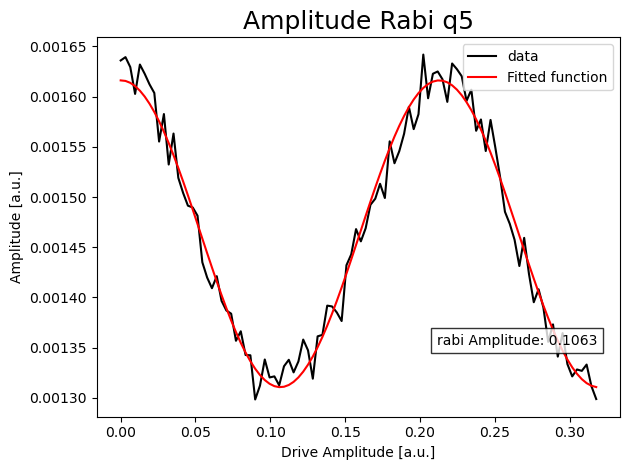 Amplitude Rabi q5
Amplitude [a.u.]
0.00165
0.00160
0.00155
0.00150
0.00145
0.00140
0.00135
0.00130
data
Fitted function
rabi Amplitude: 0.1063
0.00 0.05 0.10 0.15 0.20 0.25 0.30
Drive Amplitude [a.u.]